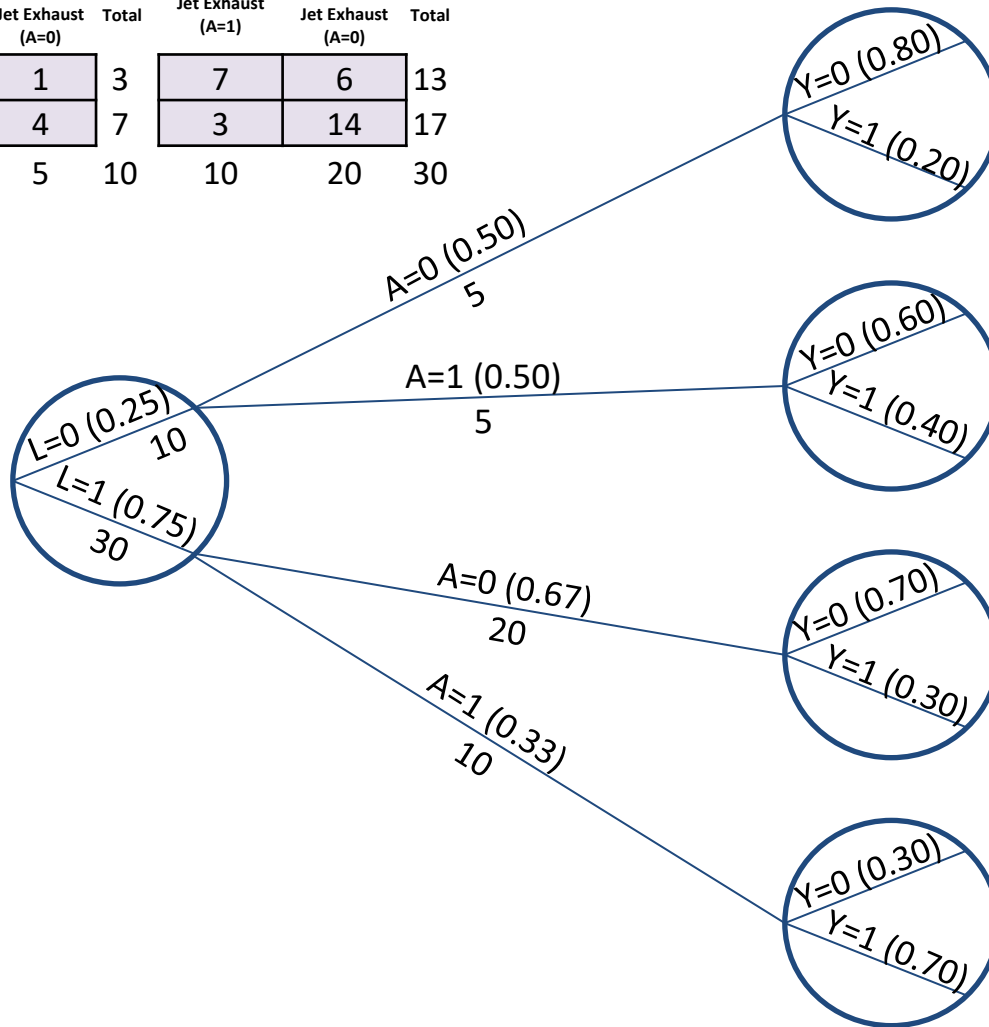 Jet Exhaust Total Jet Exhaust Jet Exhaust Total
(A=0) (A=1) (A=0)
1 3 7 6 13
4 7 3 14 17
5 10 10 20 30
Y=0 (0.80)
Y=1 (0.20)
A=0 (0.50)
5
Y=0 (0.60)
Y=1 (0.40)
A=1 (0.50)
5
L=0 (0.25)
10
L=1 (0.75)
30
A=0 (0.67)
20
Y=0 (0.70)
Y=1 (0.30)
A=1 (0.33)
10
Y=0 (0.30)
Y=1 (0.70)